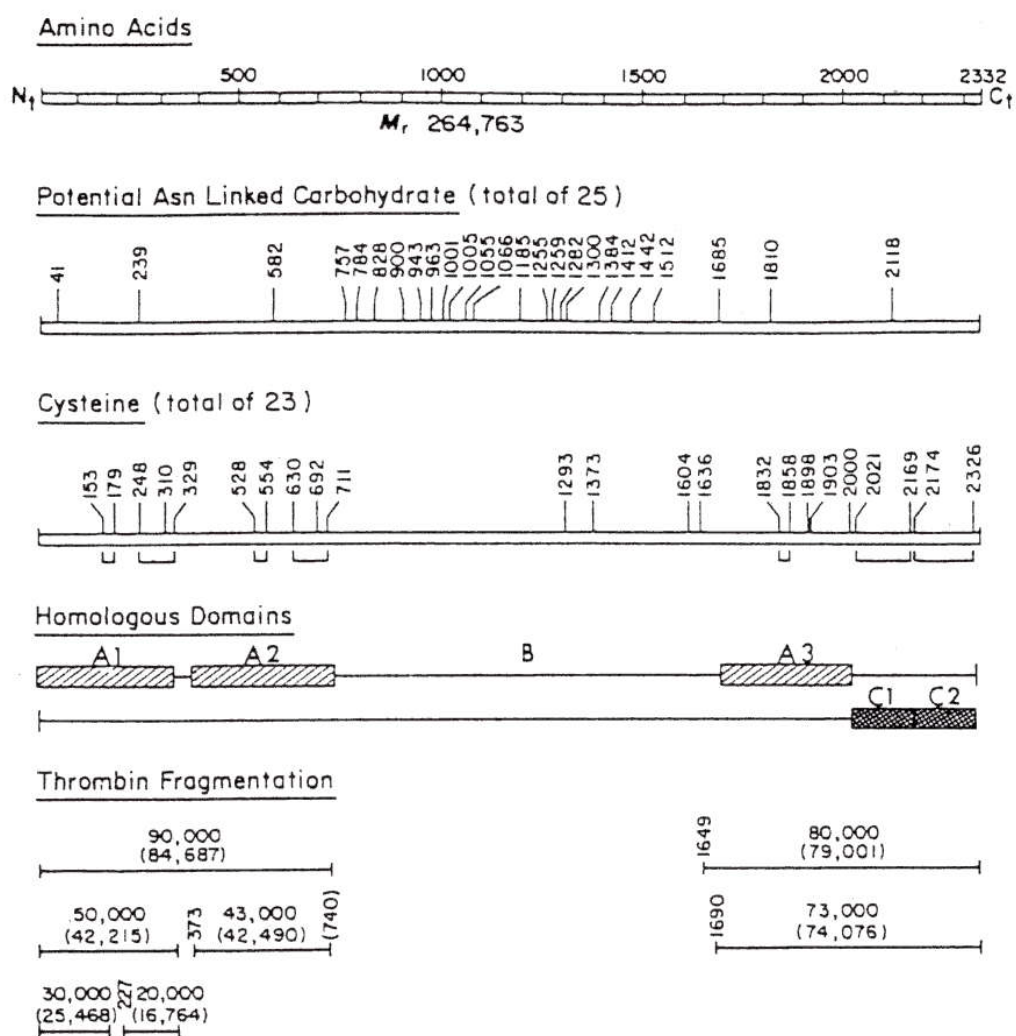 Amino Acids
500 1000 1500 2000 2332
Nt Ct
Mr 264,763
Potential Asn Linked Carbohydrate (total of 25)
41 239 582 757 784 828 900 943 963 1001 1005 1055 1066 1185 1255 1259 1282 1300 1384 1412 1442 1512 1685 1810 2118
Cysteine (total of 23)
153 179 248 310 329 528 554 630 692 711 1293 1373 1604 1636 1832 1858 1898 1903 2000 2021 2169 2174 2326
Homologous Domains
A1 A2 B A3
C1 C2
Thrombin Fragmentation
90,000 1649 80,000
(84,687) (79,001)
50,000 373 43,000 (740) 1690 73,000
(42,215) (42,490) (74,076)
30,000 227 20,000
(25,468) (16,764)